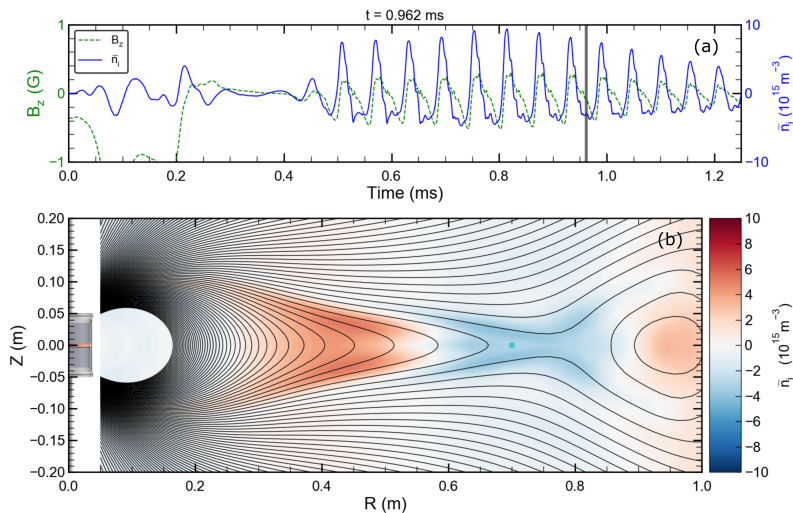 t = 0.962 ms
B_z
ñ_i
(a)
B_z (G)
1
0
−1
10
0
−10
ñ_i (10^15 m^−3)
0.0 0.2 0.4 0.6 0.8 1.0 1.2
Time (ms)
(b)
Z (m)
0.20
0.15
0.10
0.05
0.00
−0.05
−0.10
−0.15
−0.20
0.0 0.2 0.4 0.6 0.8 1.0
R (m)
10
8
6
4
2
0
−2
−4
−6
−8
−10
ñ_i (10^15 m^−3)